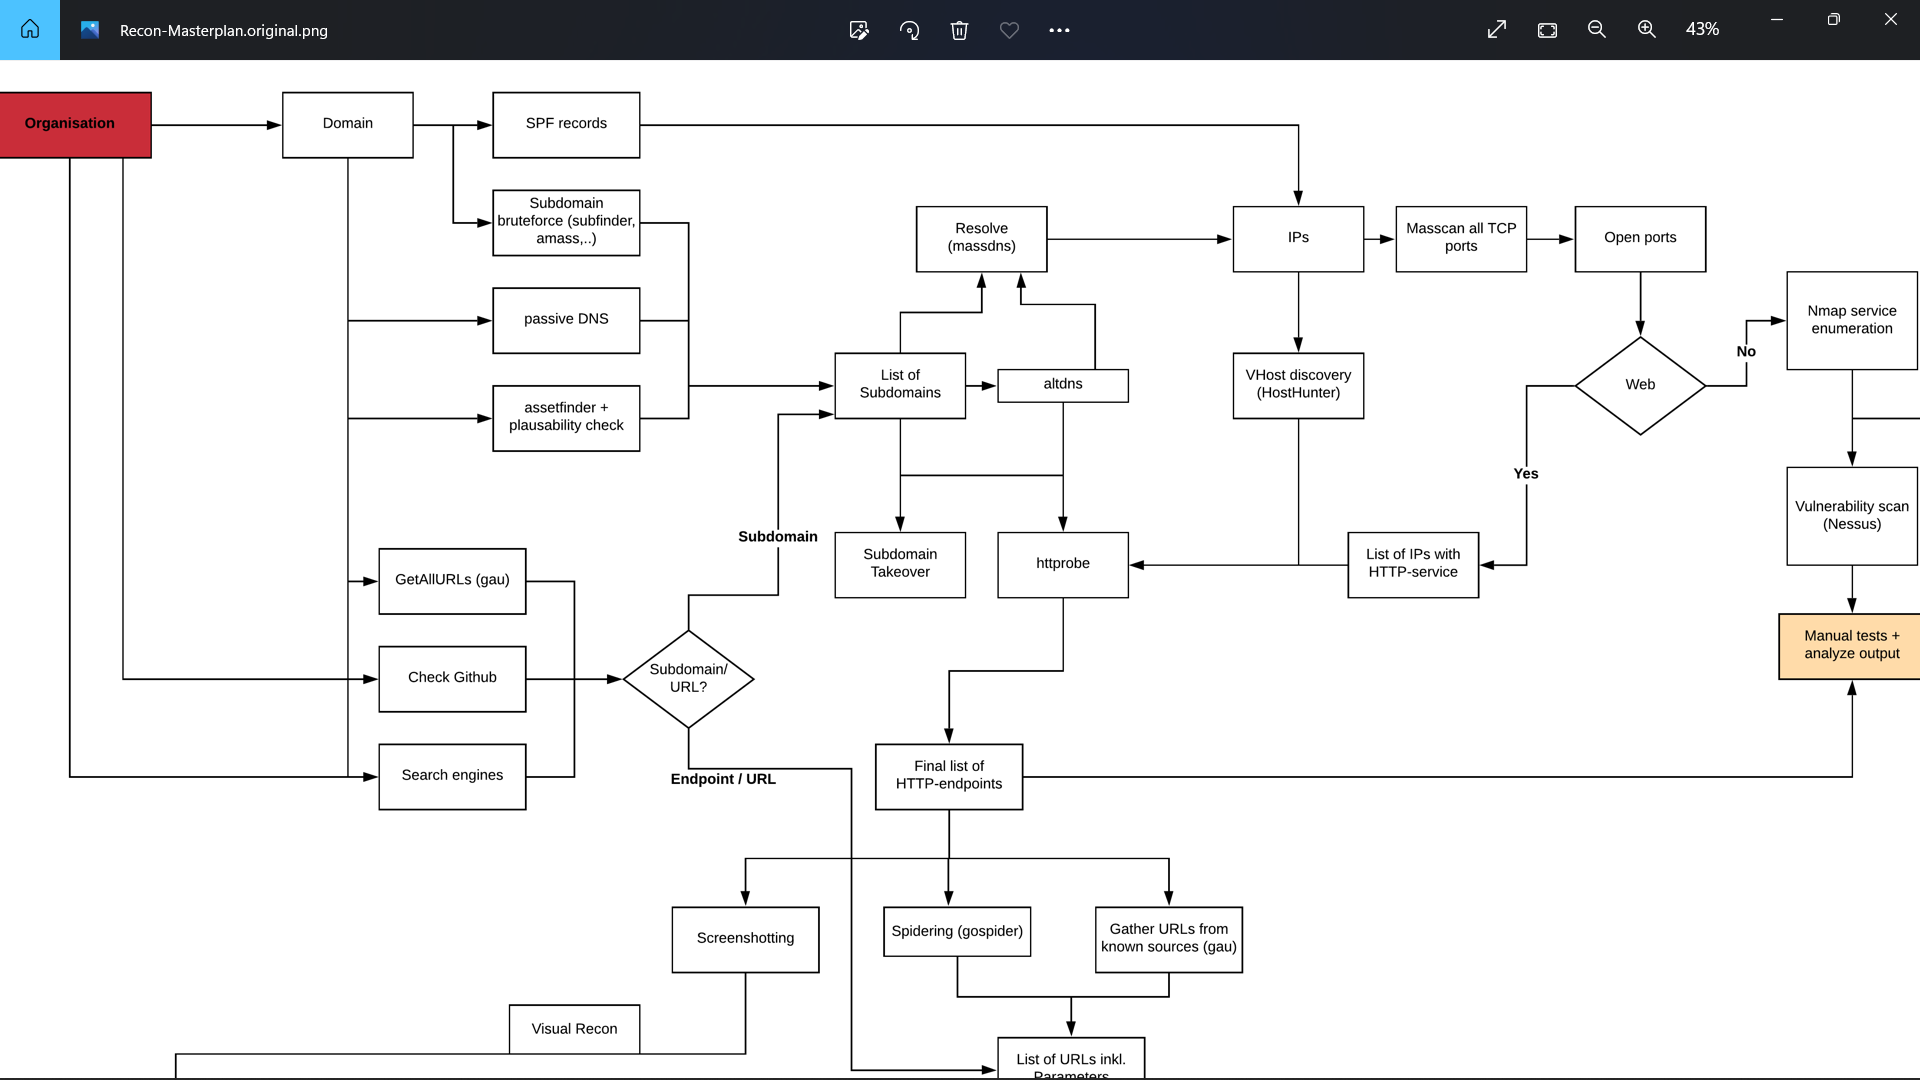 Recon-Masterplan.original.png
43%
Organisation
Domain
SPF records
Subdomain
bruteforce (subfinder,
amass,..)
passive DNS
assetfinder +
plausability check
Resolve
(massdns)
IPs
Masscan all TCP
ports
Open ports
Nmap service
enumeration
No
Web
Yes
List of
Subdomains
altdns
VHost discovery
(HostHunter)
Vulnerability scan
(Nessus)
Subdomain
Subdomain
Takeover
httprobe
List of IPs with
HTTP-service
GetAllURLs (gau)
Check Github
Search engines
Subdomain/
URL?
Endpoint / URL
Manual tests +
analyze output
Final list of
HTTP-endpoints
Screenshotting
Spidering (gospider)
Gather URLs from
known sources (gau)
Visual Recon
List of URLs inkl.
Parameters